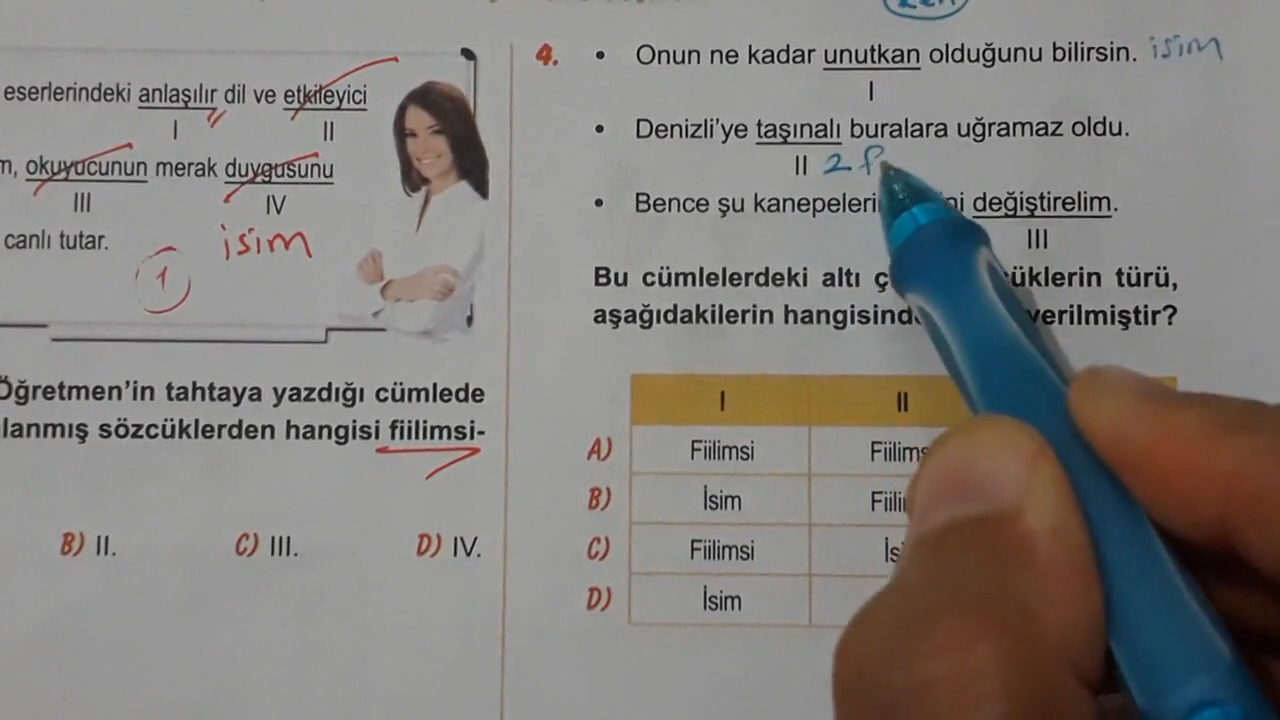 eserlerindeki anlaşılır dil ve etkileyici
I II
okuyucunun merak duygusunu
III IV
canlı tutar.
isim
1
Öğretmen'in tahtaya yazdığı cümlede
lanmış sözcüklerden hangisi fiilimsi-
B) II. C) III. D) IV.
4. • Onun ne kadar unutkan olduğunu bilirsin. isim
I
• Denizli'ye taşınalı buralara uğramaz oldu.
II 2 f
• Bence şu kanepeleri değiştirelim.
III
Bu cümlelerdeki altı türü,
aşağıdakilerin verilmiştir?
I II
A) Fiilimsi
B) İsim
C) Fiilimsi
D) İsim